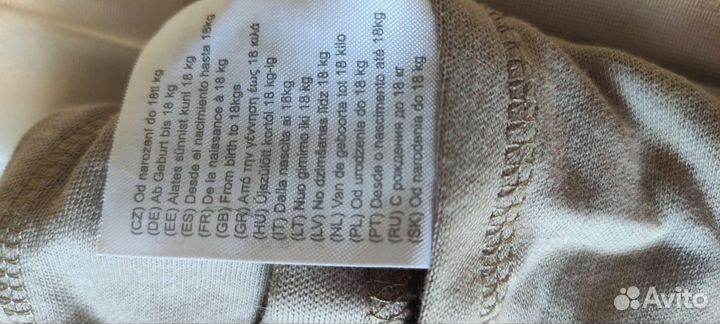 (CZ) Od narození do 18ti kg
(DE) Ab Geburt bis 18 kg
(EE) Alates sünnist kuni 18 kg
(ES) Desde el nacimiento hasta 18kg
(FR) De la naissance à 18 kg
(GB) From birth to 18kgs
(GR) Από την γέννηση έως 18 κιλά
(HU) Újszülött kortól 18 kg-ig
(IT) Dalla nascita ai 18kg
(LT) Nuo gimimo iki 18 kg
(LV) No dzimšanas līdz 18 kg
(NL) Van de geboorte tot 18 kilo
(PL) Od urodzenia do 18 kg
(PT) Desde o nascimento até 18kg
(RU) С рождения до 18 кг
(SK) Od narodenia do 18 kg
Avito